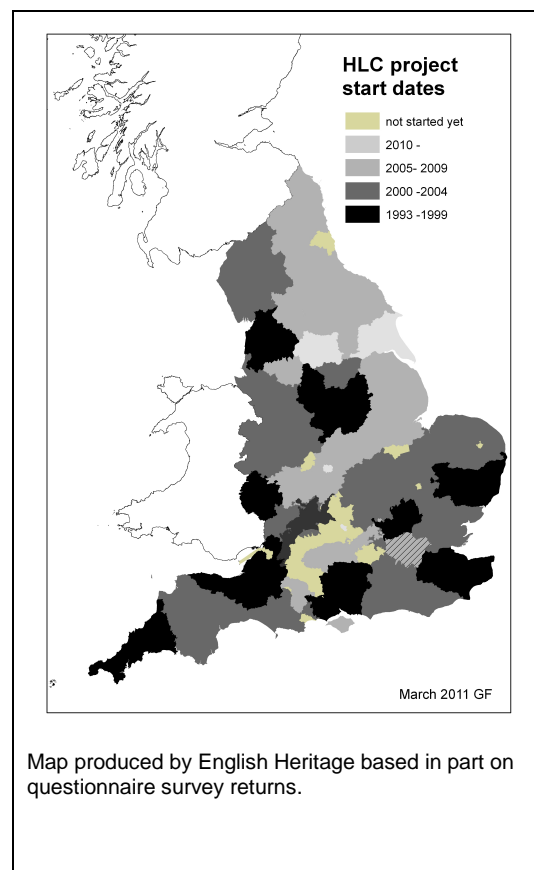 HLC project
start dates
not started yet
2010 -
2005- 2009
2000 -2004
1993 -1999
March 2011 GF
Map produced by English Heritage based in part on
questionnaire survey returns.